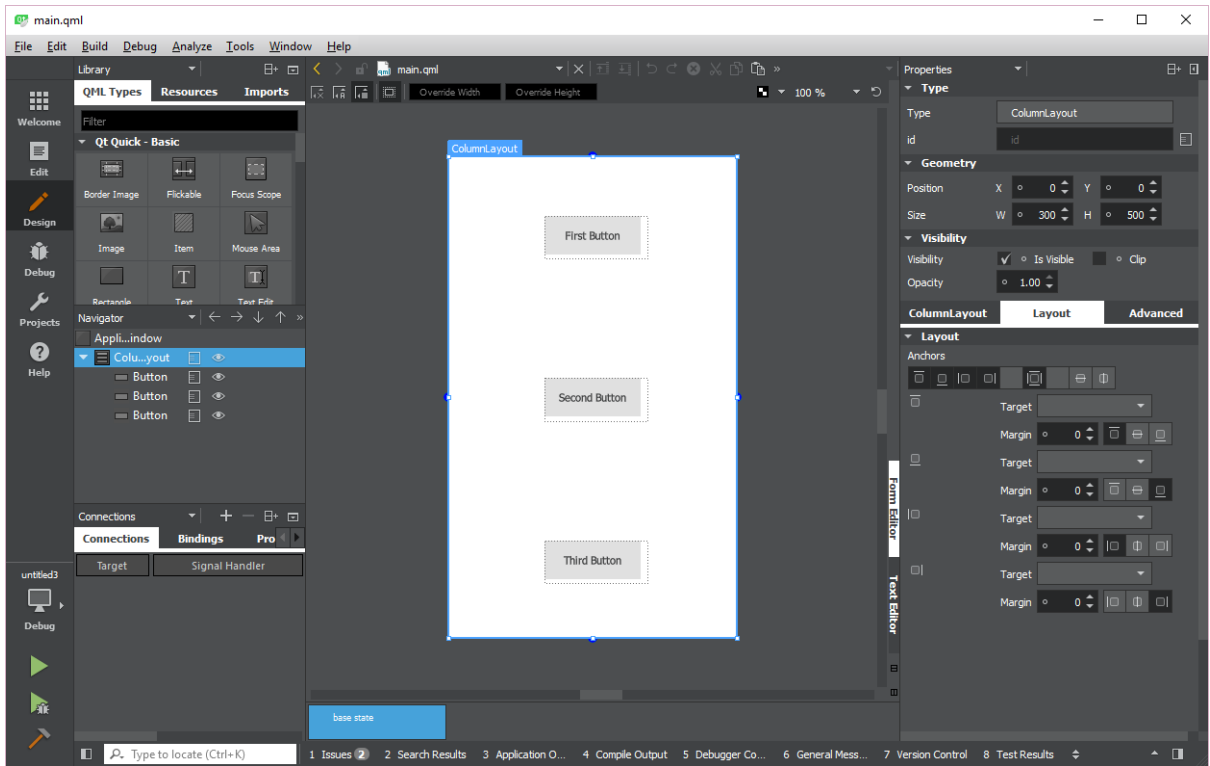 main.qml
File Edit Build Debug Analyze Tools Window Help
Welcome
Edit
Design
Debug
Projects
Help
untitled3
Debug
Library
QML Types Resources Imports
Filter
Qt Quick - Basic
Border Image Flickable Focus Scope
Image Item Mouse Area
Rectangle Text Text Edit
Navigator »
Appli...indow
Colu...yout
Button
Button
Button
Connections
Connections Bindings Pro
Target Signal Handler
main.qml »
Override Width Override Height 100 %
ColumnLayout
First Button
Second Button
Third Button
Form Editor
Text Editor
base state
Properties
Type
Type ColumnLayout
id id
Geometry
Position X 0 Y 0
Size W 300 H 500
Visibility
Visibility Is Visible Clip
Opacity 1.00
ColumnLayout Layout Advanced
Layout
Anchors
Target
Margin 0
Target
Margin 0
Target
Margin 0
Target
Margin 0
Type to locate (Ctrl+K) 1 Issues 2 2 Search Results 3 Application O... 4 Compile Output 5 Debugger Co... 6 General Mess... 7 Version Control 8 Test Results